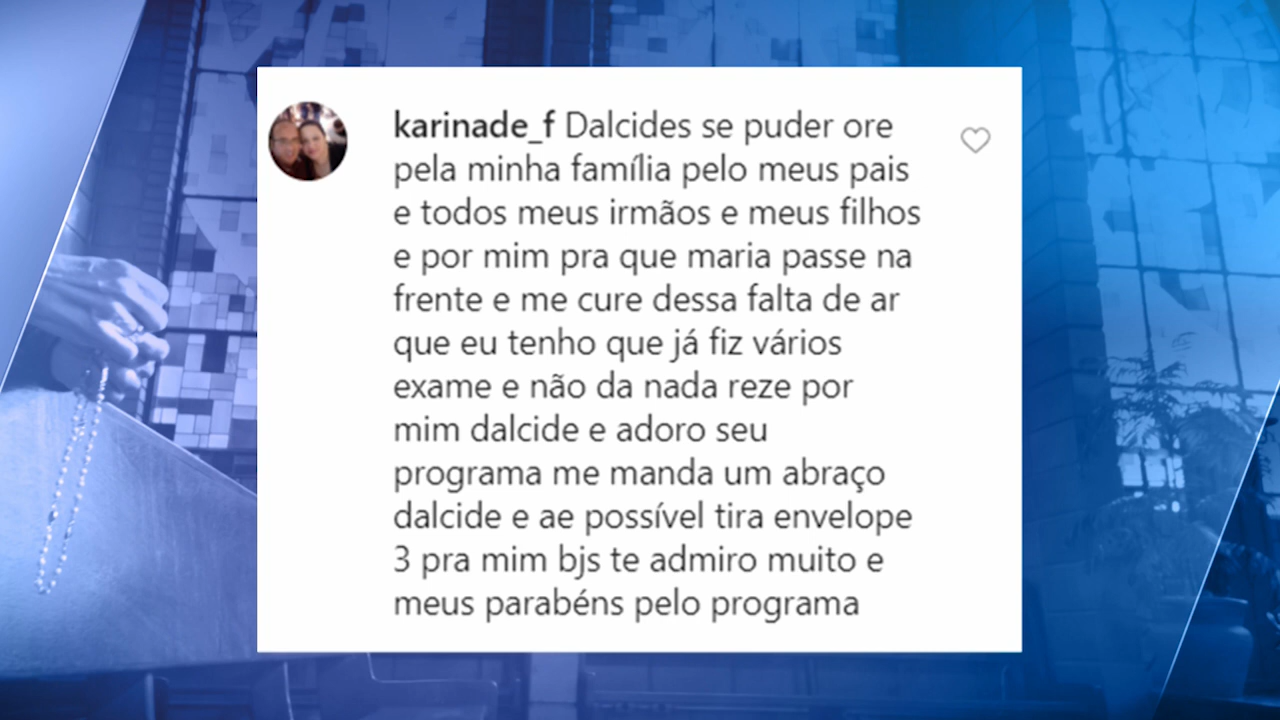 karinade_f Dalcides se puder ore
pela minha família pelo meus pais
e todos meus irmãos e meus filhos
e por mim pra que maria passe na
frente e me cure dessa falta de ar
que eu tenho que já fiz vários
exame e não da nada reze por
mim dalcide e adoro seu
programa me manda um abraço
dalcide e ae possível tira envelope
3 pra mim bjs te admiro muito e
meus parabéns pelo programa